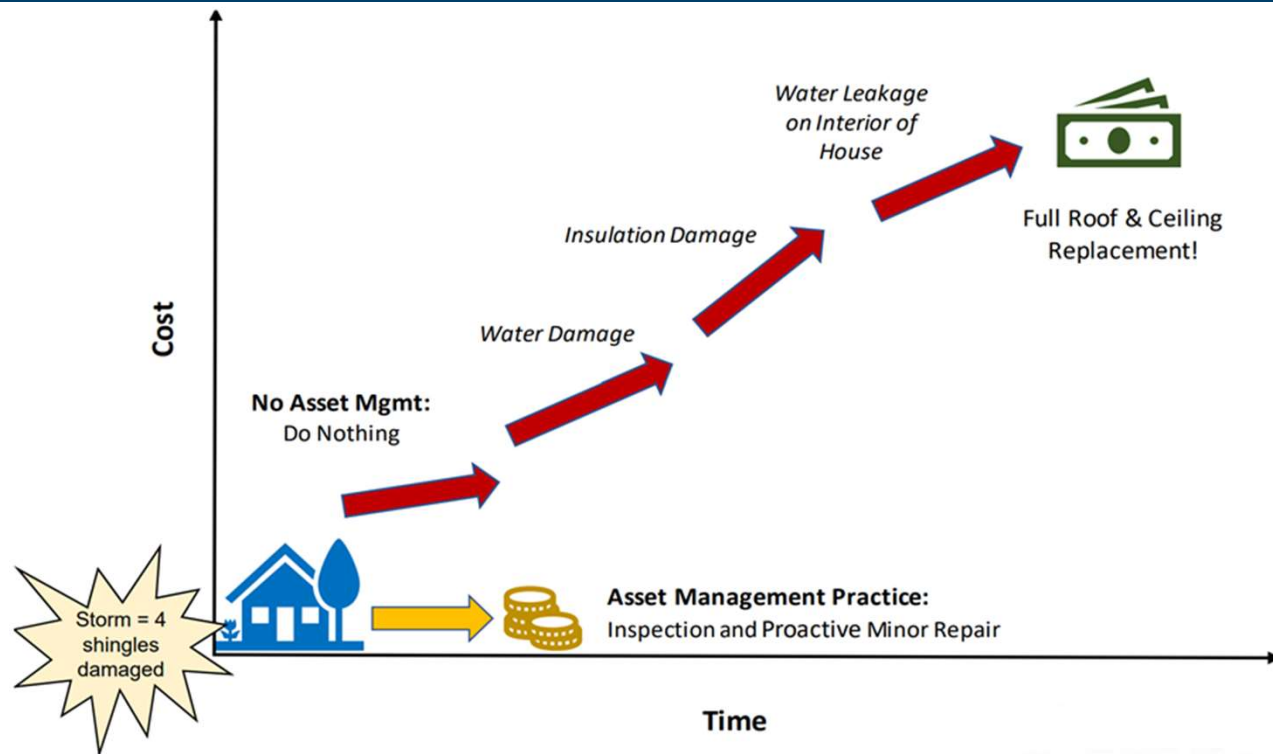 Cost
Water Leakage
on Interior of
House
Full Roof & Ceiling
Replacement!
Insulation Damage
Water Damage
No Asset Mgmt:
Do Nothing
Storm = 4
shingles
damaged
Asset Management Practice:
Inspection and Proactive Minor Repair
Time